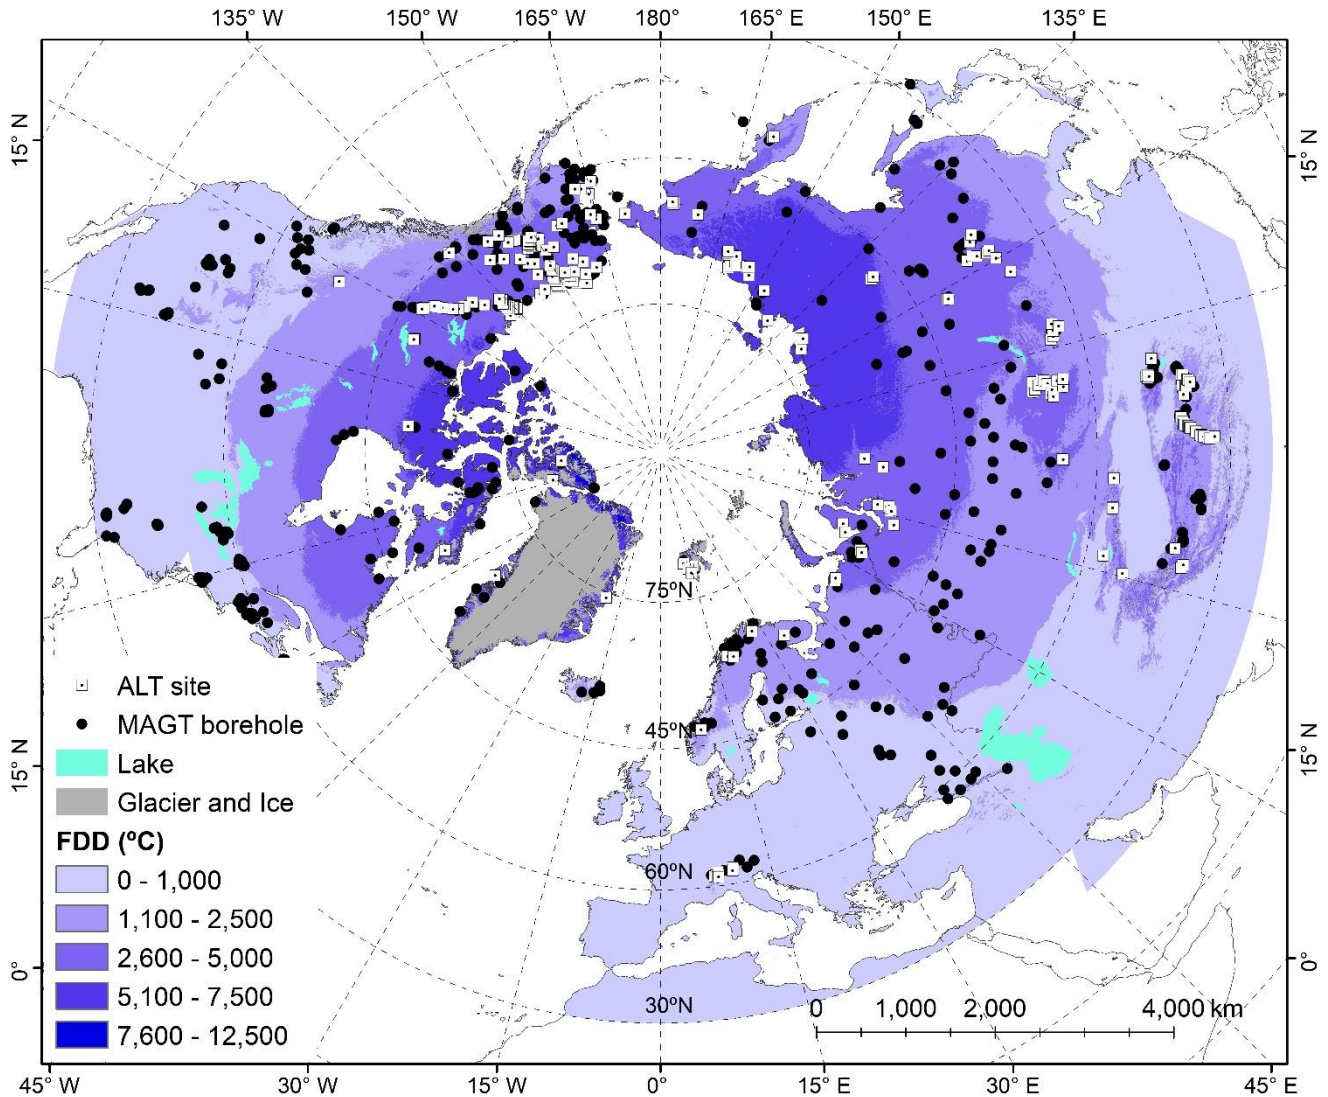 135° W 150° W 165° W 180° 165° E 150° E 135° E
15° N 15° N
75ºN
ALT site
MAGT borehole
45ºN
Lake
15° N 15° N
Glacier and Ice
FDD (ºC)
60ºN
0 - 1,000
1,100 - 2,500
2,600 - 5,000
0° 0°
5,100 - 7,500
30ºN
0 1,000 2,000 4,000 km
7,600 - 12,500
45° W 30° W 15° W 0° 15° E 30° E 45° E